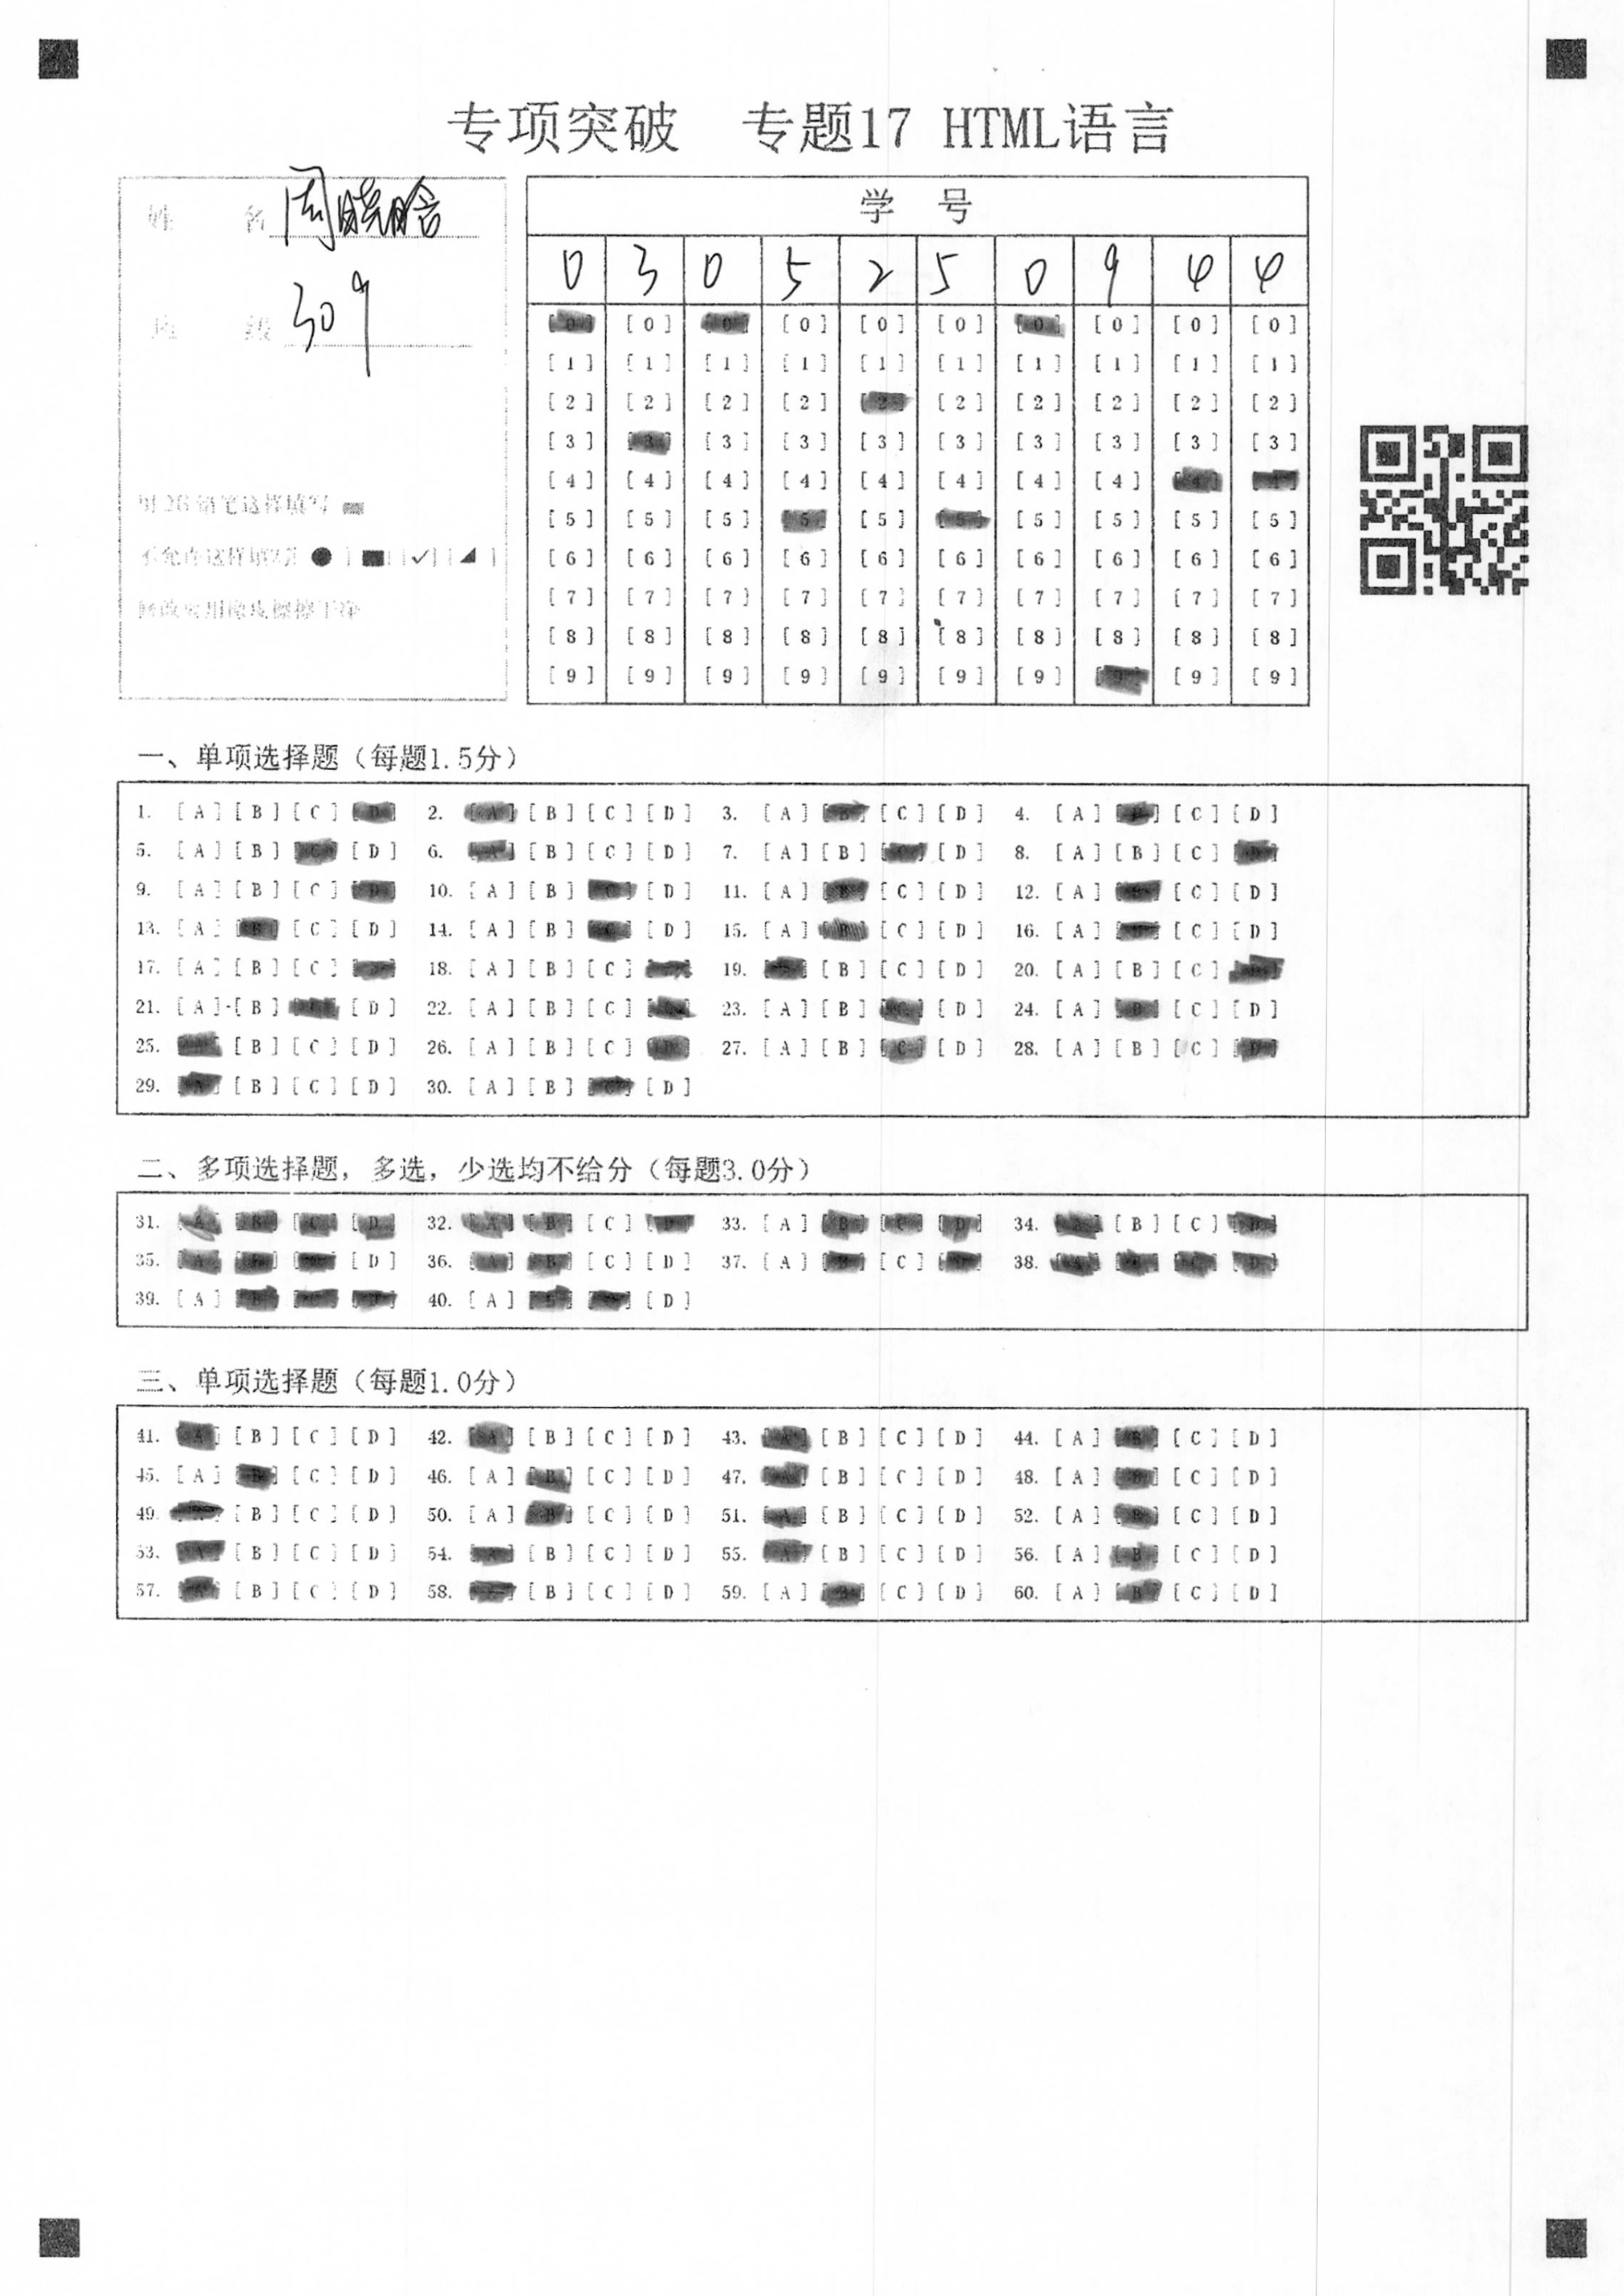 专项突破 专题17 HTML语言
姓 名 周晓晗
班 级 309
用2B铅笔这样填写
不允许这样填写
修改要用橡皮擦擦干净
学 号
0 3 0 5 2 5 0 9 4 4
[0] [0] [0] [0] [0] [0] [0] [0] [0] [0]
[1] [1] [1] [1] [1] [1] [1] [1] [1] [1]
[2] [2] [2] [2] [2] [2] [2] [2] [2] [2]
[3] [3] [3] [3] [3] [3] [3] [3] [3] [3]
[4] [4] [4] [4] [4] [4] [4] [4] [4] [4]
[5] [5] [5] [5] [5] [5] [5] [5] [5] [5]
[6] [6] [6] [6] [6] [6] [6] [6] [6] [6]
[7] [7] [7] [7] [7] [7] [7] [7] [7] [7]
[8] [8] [8] [8] [8] [8] [8] [8] [8] [8]
[9] [9] [9] [9] [9] [9] [9] [9] [9] [9]
一、单项选择题（每题1.5分）
1. [A][B][C][D] 2. [A][B][C][D] 3. [A][B][C][D] 4. [A][B][C][D]
5. [A][B][C][D] 6. [A][B][C][D] 7. [A][B][C][D] 8. [A][B][C][D]
9. [A][B][C][D] 10. [A][B][C][D] 11. [A][B][C][D] 12. [A][B][C][D]
13. [A][B][C][D] 14. [A][B][C][D] 15. [A][B][C][D] 16. [A][B][C][D]
17. [A][B][C][D] 18. [A][B][C][D] 19. [A][B][C][D] 20. [A][B][C][D]
21. [A][B][C][D] 22. [A][B][C][D] 23. [A][B][C][D] 24. [A][B][C][D]
25. [A][B][C][D] 26. [A][B][C][D] 27. [A][B][C][D] 28. [A][B][C][D]
29. [A][B][C][D] 30. [A][B][C][D]
二、多项选择题，多选，少选均不给分（每题3.0分）
31. [A][B][C][D] 32. [A][B][C][D] 33. [A][B][C][D] 34. [A][B][C][D]
35. [A][B][C][D] 36. [A][B][C][D] 37. [A][B][C][D] 38. [A][B][C][D]
39. [A][B][C][D] 40. [A][B][C][D]
三、单项选择题（每题1.0分）
41. [A][B][C][D] 42. [A][B][C][D] 43. [A][B][C][D] 44. [A][B][C][D]
45. [A][B][C][D] 46. [A][B][C][D] 47. [A][B][C][D] 48. [A][B][C][D]
49. [A][B][C][D] 50. [A][B][C][D] 51. [A][B][C][D] 52. [A][B][C][D]
53. [A][B][C][D] 54. [A][B][C][D] 55. [A][B][C][D] 56. [A][B][C][D]
57. [A][B][C][D] 58. [A][B][C][D] 59. [A][B][C][D] 60. [A][B][C][D]